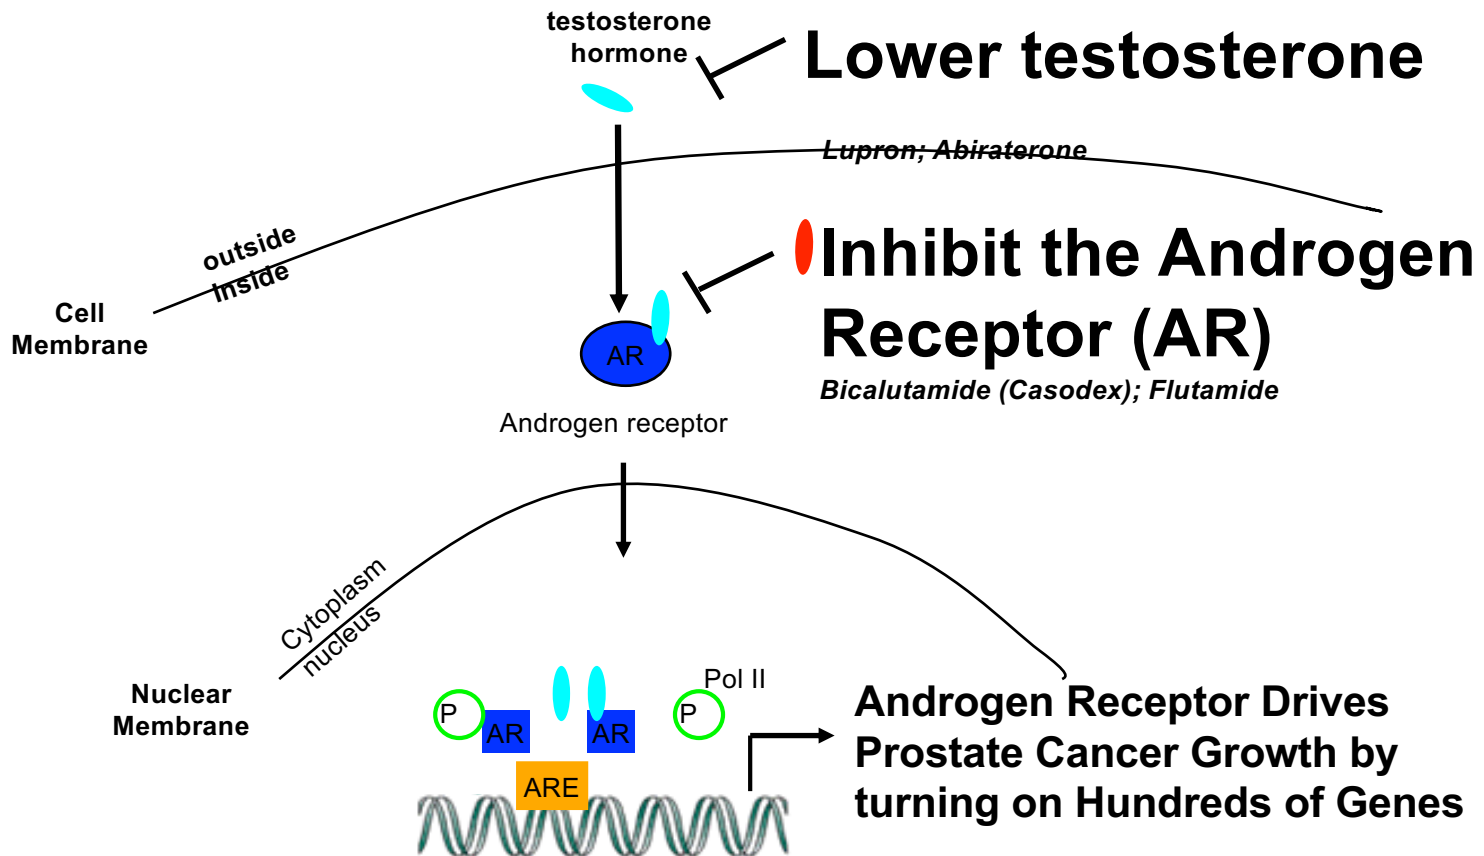 testosterone
hormone
Lower testosterone
Lupron; Abiraterone
outside
Inside
Cell
Membrane
Inhibit the Androgen
Receptor (AR)
Bicalutamide (Casodex); Flutamide
AR
Androgen receptor
Cytoplasm
nucleus
Nuclear
Membrane
Pol II
P
AR
AR
P
ARE
Androgen Receptor Drives
Prostate Cancer Growth by
turning on Hundreds of Genes